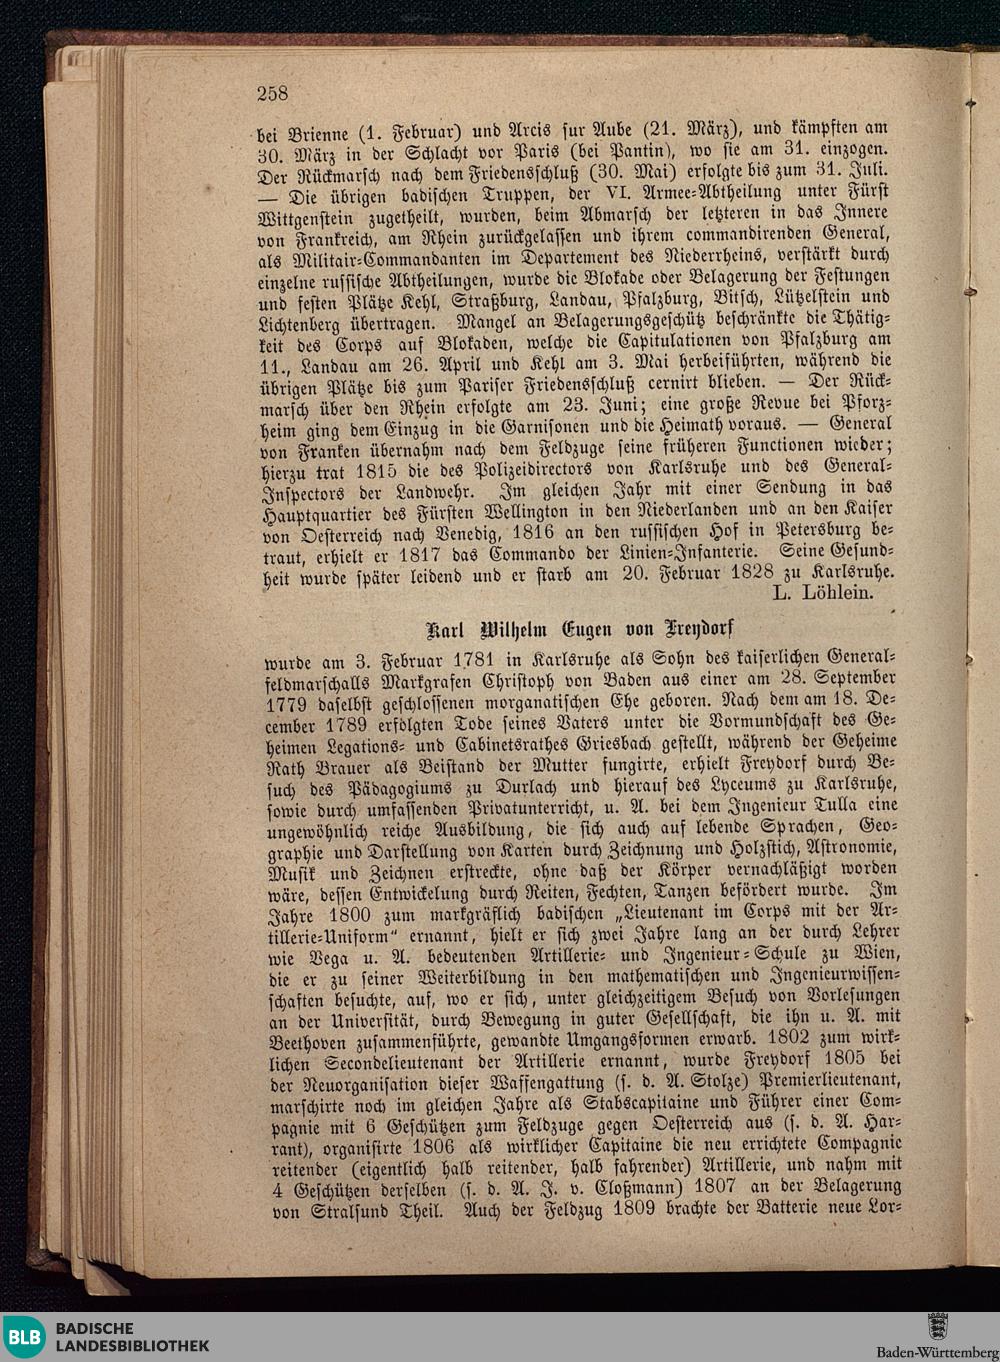 258
bei Brienne (1. Februar) und Arcis sur Aube (21. März), und kämpften am
30. März in der Schlacht vor Paris (bei Pantin), wo sie am 31. einzogen.
Der Rückmarsch nach dem Friedensschluß (30. Mai) erfolgte bis zum 31. Juli.
— Die übrigen badischen Truppen, der VI. Armee-Abtheilung unter Fürst
Wittgenstein zugetheilt, wurden, beim Abmarsch der letzteren in das Innere
von Frankreich, am Rhein zurückgelassen und ihrem commandirenden General,
als Militair-Commandanten im Departement des Niederrheins, verstärkt durch
einzelne russische Abtheilungen, wurde die Blokade oder Belagerung der Festungen
und festen Plätze Kehl, Straßburg, Landau, Pfalzburg, Bitsch, Lützelstein und
Lichtenberg übertragen. Mangel an Belagerungsgeschütz beschränkte die Thätig-
keit des Corps auf Blokaden, welche die Capitulationen von Pfalzburg am
11., Landau am 26. April und Kehl am 3. Mai herbeiführten, während die
übrigen Plätze bis zum Pariser Friedensschluß cernirt blieben. — Der Rück-
marsch über den Rhein erfolgte am 23. Juni; eine große Revue bei Pforz-
heim ging dem Einzug in die Garnisonen und die Heimath voraus. — General
von Franken übernahm nach dem Feldzuge seine früheren Functionen wieder;
hierzu trat 1815 die des Polizeidirectors von Karlsruhe und des General-
Inspectors der Landwehr. Im gleichen Jahr mit einer Sendung in das
Hauptquartier des Fürsten Wellington in den Niederlanden und an den Kaiser
von Oesterreich nach Venedig, 1816 an den russischen Hof in Petersburg be-
traut, erhielt er 1817 das Commando der Linien-Infanterie. Seine Gesund-
heit wurde später leidend und er starb am 20. Februar 1828 zu Karlsruhe.
L. Löhlein.
Karl Wilhelm Eugen von Freydorf
wurde am 3. Februar 1781 in Karlsruhe als Sohn des kaiserlichen General-
feldmarschalls Markgrafen Christoph von Baden aus einer am 28. September
1779 daselbst geschlossenen morganatischen Ehe geboren. Nach dem am 18. De-
cember 1789 erfolgten Tode seines Vaters unter die Vormundschaft des Ge-
heimen Legations- und Cabinetsrathes Griesbach gestellt, während der Geheime
Rath Brauer als Beistand der Mutter fungirte, erhielt Freydorf durch Be-
such des Pädagogiums zu Durlach und hierauf des Lyceums zu Karlsruhe,
sowie durch umfassenden Privatunterricht, u. A. bei dem Ingenieur Tulla eine
ungewöhnlich reiche Ausbildung, die sich auch auf lebende Sprachen, Geo-
graphie und Darstellung von Karten durch Zeichnung und Holzstich, Astronomie,
Musik und Zeichnen erstreckte, ohne daß der Körper vernachläßigt worden
wäre, dessen Entwickelung durch Reiten, Fechten, Tanzen befördert wurde. Im
Jahre 1800 zum markgräflich badischen „Lieutenant im Corps mit der Ar-
tillerie-Uniform“ ernannt, hielt er sich zwei Jahre lang an der durch Lehrer
wie Vega u. A. bedeutenden Artillerie- und Ingenieur-Schule zu Wien,
die er zu seiner Weiterbildung in den mathematischen und Ingenieurwissen-
schaften besuchte, auf, wo er sich, unter gleichzeitigem Besuch von Vorlesungen
an der Universität, durch Bewegung in guter Gesellschaft, die ihn u. A. mit
Beethoven zusammenführte, gewandte Umgangsformen erwarb. 1802 zum wirk-
lichen Secondelieutenant der Artillerie ernannt, wurde Freydorf 1805 bei
der Neuorganisation dieser Waffengattung (s. d. A. Stolze) Premierlieutenant,
marschirte noch im gleichen Jahre als Stabscapitaine und Führer einer Com-
pagnie mit 6 Geschützen zum Feldzuge gegen Oesterreich aus (s. d. A. Har-
rant), organisirte 1806 als wirklicher Capitaine die neu errichtete Compagnie
reitender (eigentlich halb reitender, halb fahrender) Artillerie, und nahm mit
4 Geschützen derselben (s. d. A. J. v. Cloßmann) 1807 an der Belagerung
von Stralsund Theil. Auch der Feldzug 1809 brachte der Batterie neue Lor-
BLB BADISCHE
LANDESBIBLIOTHEK
Baden-Württemberg